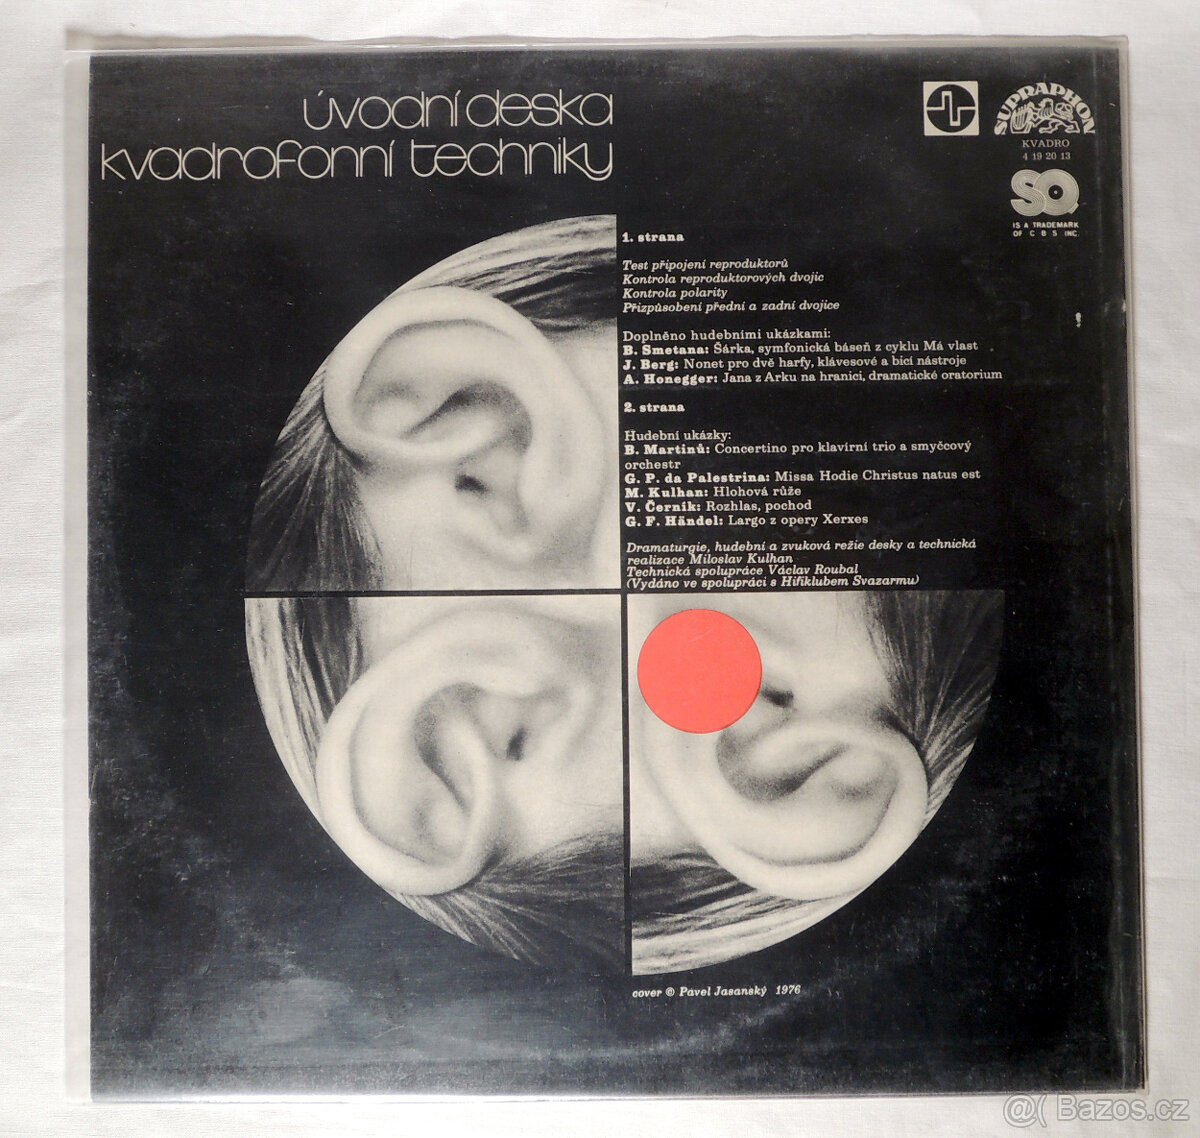 úvodní deska
kvadrofonní techniky
SUPRAPHON
KVADRO
4 19 20 13
SQ
IS A TRADEMARK
OF C B S INC.
1. strana
Test připojení reproduktorů
Kontrola reproduktorových dvojic
Kontrola polarity
Přizpůsobení přední a zadní dvojice
Doplněno hudebními ukázkami:
B. Smetana: Šárka, symfonická báseň z cyklu Má vlast
J. Berg: Nonet pro dvě harfy, klávesové a bicí nástroje
A. Honegger: Jana z Arku na hranici, dramatické oratorium
2. strana
Hudební ukázky:
B. Martinů: Concertino pro klavírní trio a smyčcový
orchestr
G. P. da Palestrina: Missa Hodie Christus natus est
M. Kulhan: Hlohová růže
V. Černík: Rozhlas, pochod
G. F. Händel: Largo z opery Xerxes
Dramaturgie, hudební a zvuková režie desky a technická
realizace Miloslav Kulhan
Technická spolupráce Václav Roubal
(Vydáno ve spolupráci s Hifiklubem Svazarmu)
cover © Pavel Jasanský 1976
@( Bazos.cz